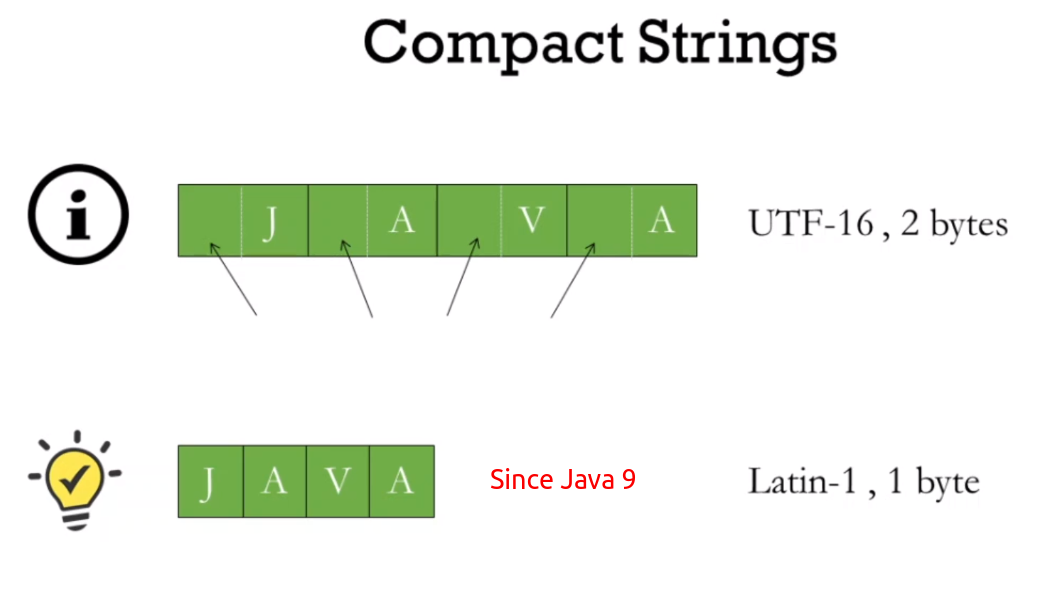 Compact Strings
i
J A V A
UTF-16 , 2 bytes
J A V A
Since Java 9
Latin-1 , 1 byte